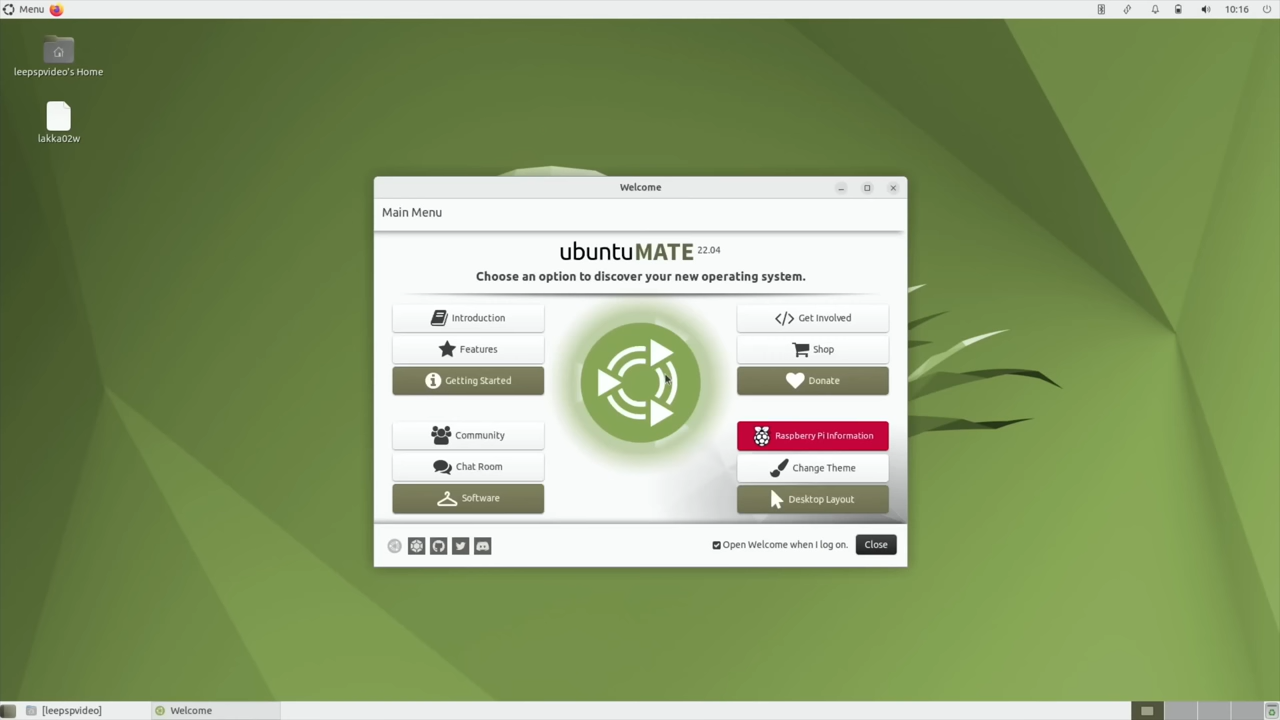 Menu
10:16
leepspvideo's Home
lakka02w
Welcome
Main Menu
ubuntuMATE 22.04
Choose an option to discover your new operating system.
Introduction
Features
Getting Started
Get Involved
Shop
Donate
Community
Chat Room
Software
Raspberry Pi Information
Change Theme
Desktop Layout
Open Welcome when I log on.
Close
[leepspvideo]
Welcome